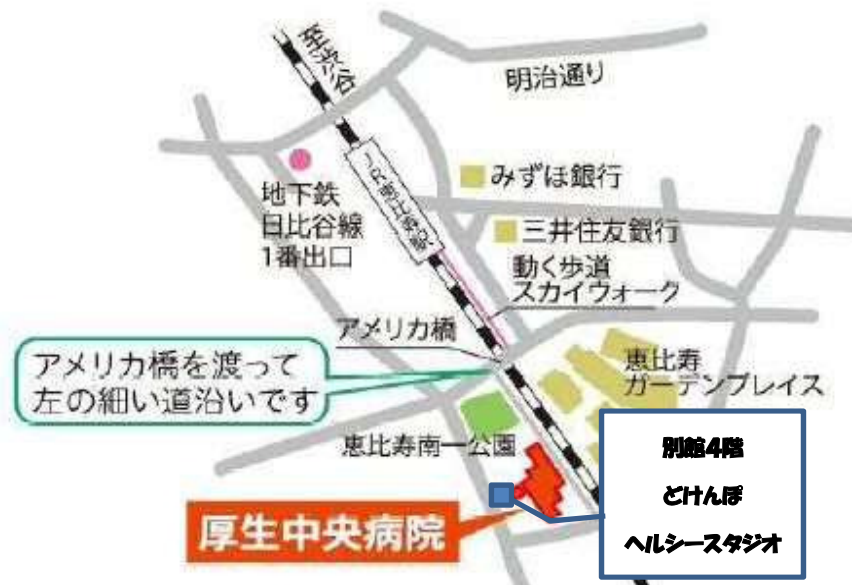 至渋谷
明治通り
JR恵比寿駅
みずほ銀行
地下鉄
日比谷線
1番出口
三井住友銀行
動く歩道
スカイウォーク
アメリカ橋
アメリカ橋を渡って
左の細い道沿いです
恵比寿
ガーデンプレイス
恵比寿南一公園
別館4階
どけんぽ
ヘルシースタジオ
厚生中央病院